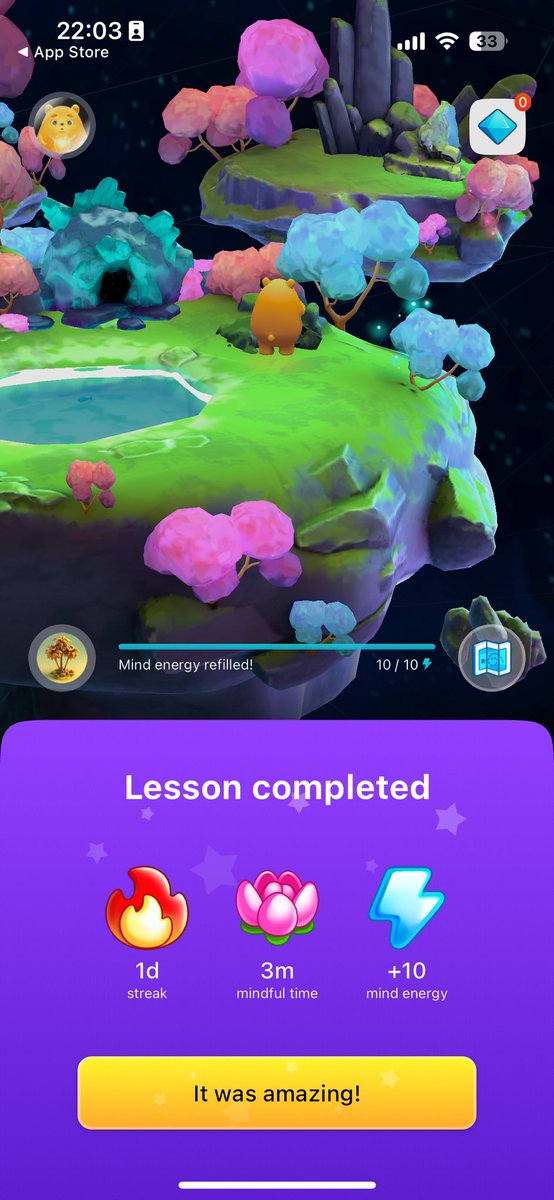 22:03
33
◀ App Store
0
Mind energy refilled!
10 / 10
Lesson completed
1d
streak
3m
mindful time
+10
mind energy
It was amazing!